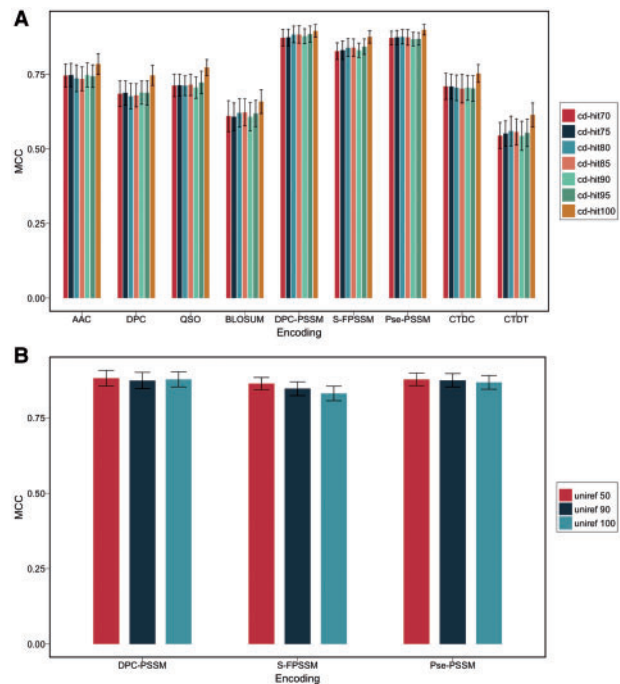 A
MCC
0.75
0.50
0.25
0.00
AAC DPC QSO BLOSUM DPC-PSSM S-FPSSM Pse-PSSM CTDC CTDT
Encoding
cd-hit70
cd-hit75
cd-hit80
cd-hit85
cd-hit90
cd-hit95
cd-hit100
B
MCC
0.75
0.50
0.25
0.00
DPC-PSSM S-FPSSM Pse-PSSM
Encoding
uniref 50
uniref 90
uniref 100